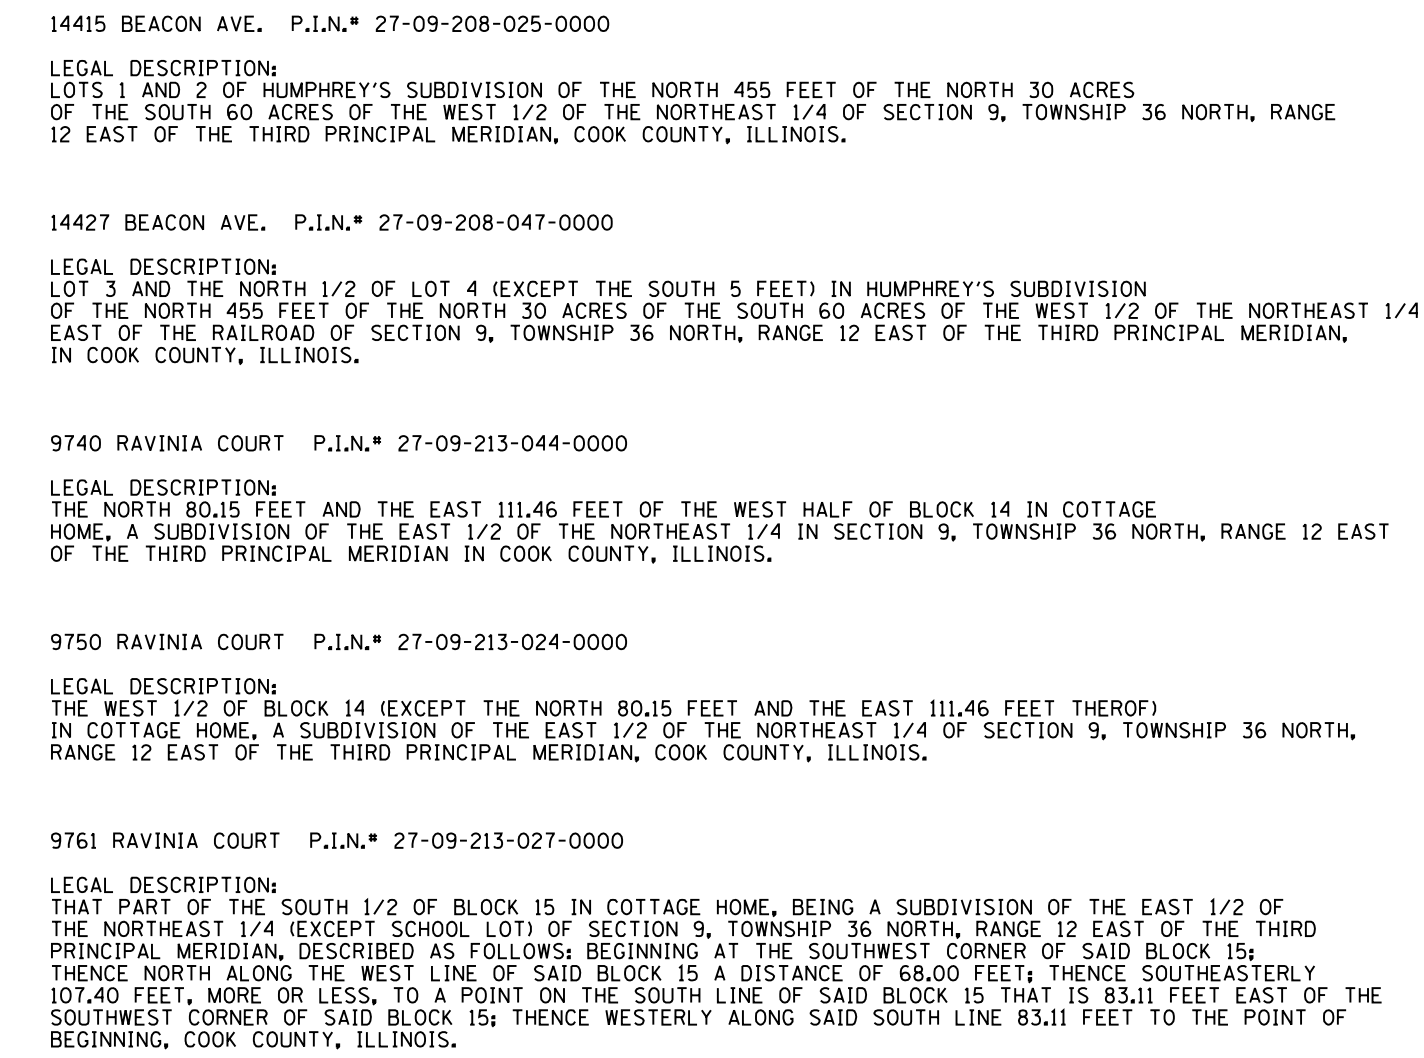 14415 BEACON AVE. P.I.N.# 27-09-208-025-0000
LEGAL DESCRIPTION:
LOTS 1 AND 2 OF HUMPHREY'S SUBDIVISION OF THE NORTH 455 FEET OF THE NORTH 30 ACRES
OF THE SOUTH 60 ACRES OF THE WEST 1/2 OF THE NORTHEAST 1/4 OF SECTION 9, TOWNSHIP 36 NORTH, RANGE
12 EAST OF THE THIRD PRINCIPAL MERIDIAN, COOK COUNTY, ILLINOIS.
14427 BEACON AVE. P.I.N.# 27-09-208-047-0000
LEGAL DESCRIPTION:
LOT 3 AND THE NORTH 1/2 OF LOT 4 (EXCEPT THE SOUTH 5 FEET) IN HUMPHREY'S SUBDIVISION
OF THE NORTH 455 FEET OF THE NORTH 30 ACRES OF THE SOUTH 60 ACRES OF THE WEST 1/2 OF THE NORTHEAST 1/4
EAST OF THE RAILROAD OF SECTION 9, TOWNSHIP 36 NORTH, RANGE 12 EAST OF THE THIRD PRINCIPAL MERIDIAN,
IN COOK COUNTY, ILLINOIS.
9740 RAVINIA COURT P.I.N.# 27-09-213-044-0000
LEGAL DESCRIPTION:
THE NORTH 80.15 FEET AND THE EAST 111.46 FEET OF THE WEST HALF OF BLOCK 14 IN COTTAGE
HOME, A SUBDIVISION OF THE EAST 1/2 OF THE NORTHEAST 1/4 IN SECTION 9, TOWNSHIP 36 NORTH, RANGE 12 EAST
OF THE THIRD PRINCIPAL MERIDIAN IN COOK COUNTY, ILLINOIS.
9750 RAVINIA COURT P.I.N.# 27-09-213-024-0000
LEGAL DESCRIPTION:
THE WEST 1/2 OF BLOCK 14 (EXCEPT THE NORTH 80.15 FEET AND THE EAST 111.46 FEET THEROF)
IN COTTAGE HOME, A SUBDIVISION OF THE EAST 1/2 OF THE NORTHEAST 1/4 OF SECTION 9, TOWNSHIP 36 NORTH,
RANGE 12 EAST OF THE THIRD PRINCIPAL MERIDIAN, COOK COUNTY, ILLINOIS.
9761 RAVINIA COURT P.I.N.# 27-09-213-027-0000
LEGAL DESCRIPTION:
THAT PART OF THE SOUTH 1/2 OF BLOCK 15 IN COTTAGE HOME, BEING A SUBDIVISION OF THE EAST 1/2 OF
THE NORTHEAST 1/4 (EXCEPT SCHOOL LOT) OF SECTION 9, TOWNSHIP 36 NORTH, RANGE 12 EAST OF THE THIRD
PRINCIPAL MERIDIAN, DESCRIBED AS FOLLOWS: BEGINNING AT THE SOUTHWEST CORNER OF SAID BLOCK 15;
THENCE NORTH ALONG THE WEST LINE OF SAID BLOCK 15 A DISTANCE OF 68.00 FEET; THENCE SOUTHEASTERLY
107.40 FEET, MORE OR LESS, TO A POINT ON THE SOUTH LINE OF SAID BLOCK 15 THAT IS 83.11 FEET EAST OF THE
SOUTHWEST CORNER OF SAID BLOCK 15; THENCE WESTERLY ALONG SAID SOUTH LINE 83.11 FEET TO THE POINT OF
BEGINNING, COOK COUNTY, ILLINOIS.